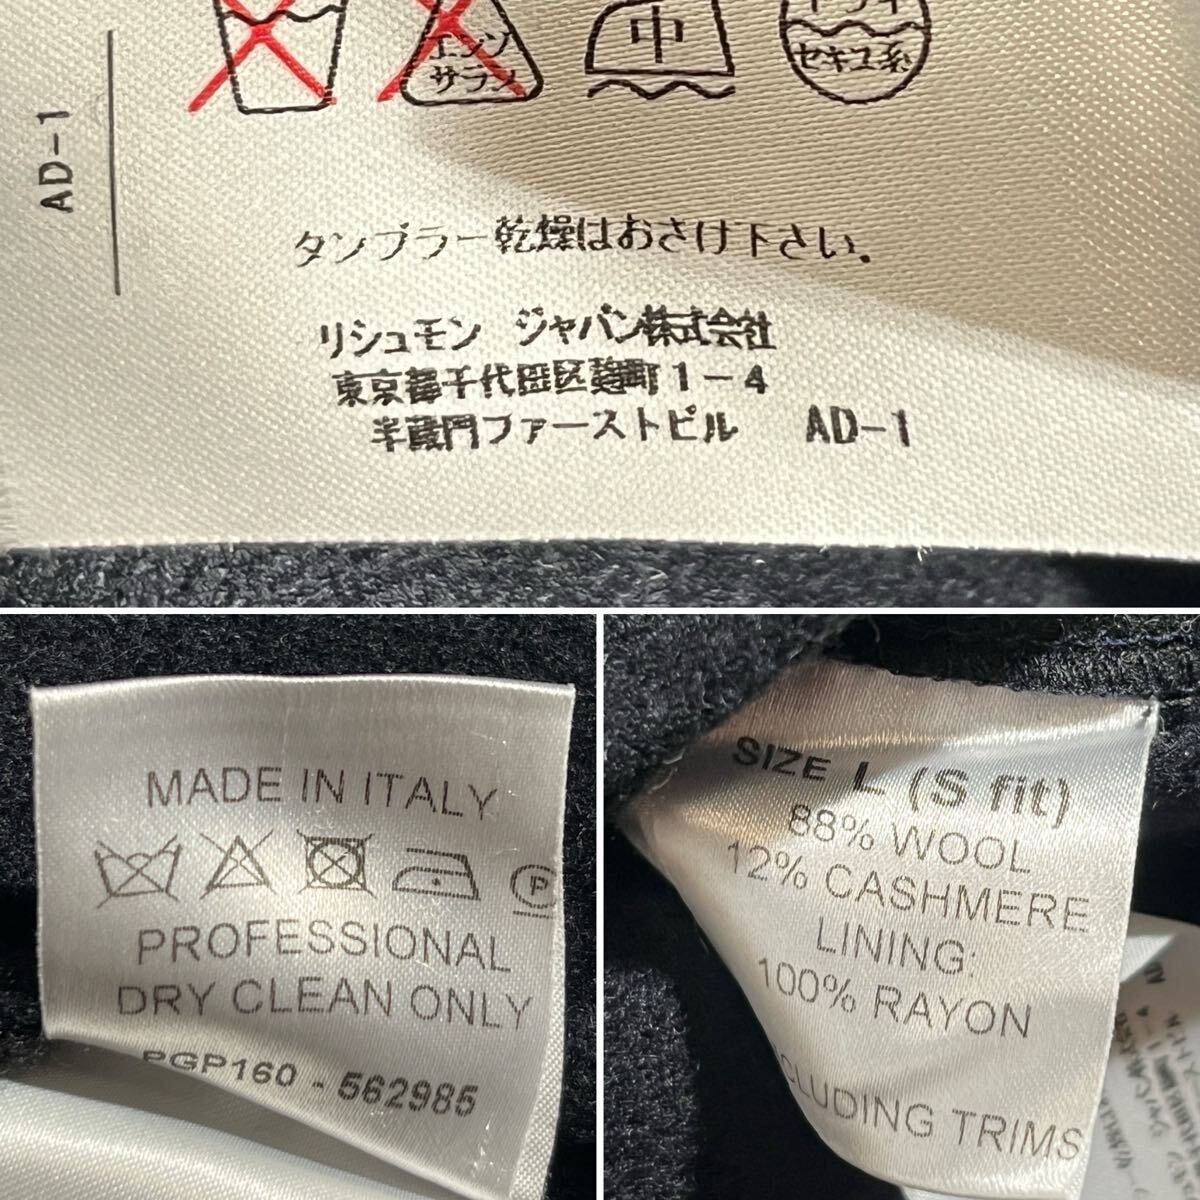 エンソ
サラシ
中
ドライ
セキユ系
AD-1
タンブラー乾燥はおさけ下さい.
リシュモン ジャパン株式会社
東京都千代田区麹町1-4
半蔵門ファーストビル AD-1
MADE IN ITALY
P
PROFESSIONAL
DRY CLEAN ONLY
PGP160 - 562985
SIZE L (S fit)
88% WOOL
12% CASHMERE
LINING:
100% RAYON
CLUDING TRIMS